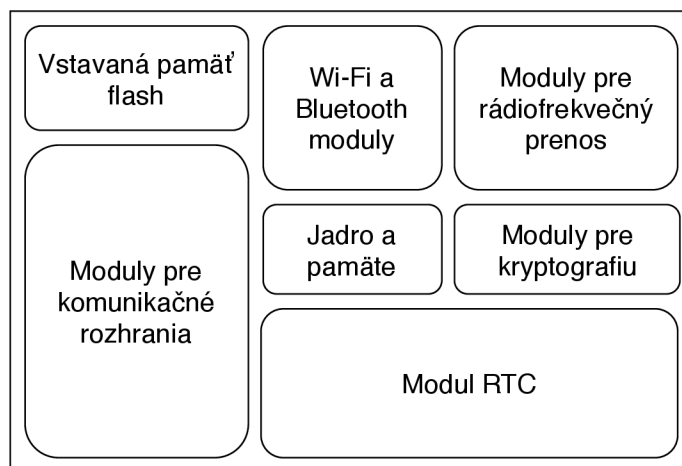 Vstavaná pamäť
flash
Wi-Fi a
Bluetooth
moduly
Moduly pre
rádiofrekvečný
prenos
Moduly pre
komunikačné
rozhrania
Jadro a
pamäte
Moduly pre
kryptografiu
Modul RTC